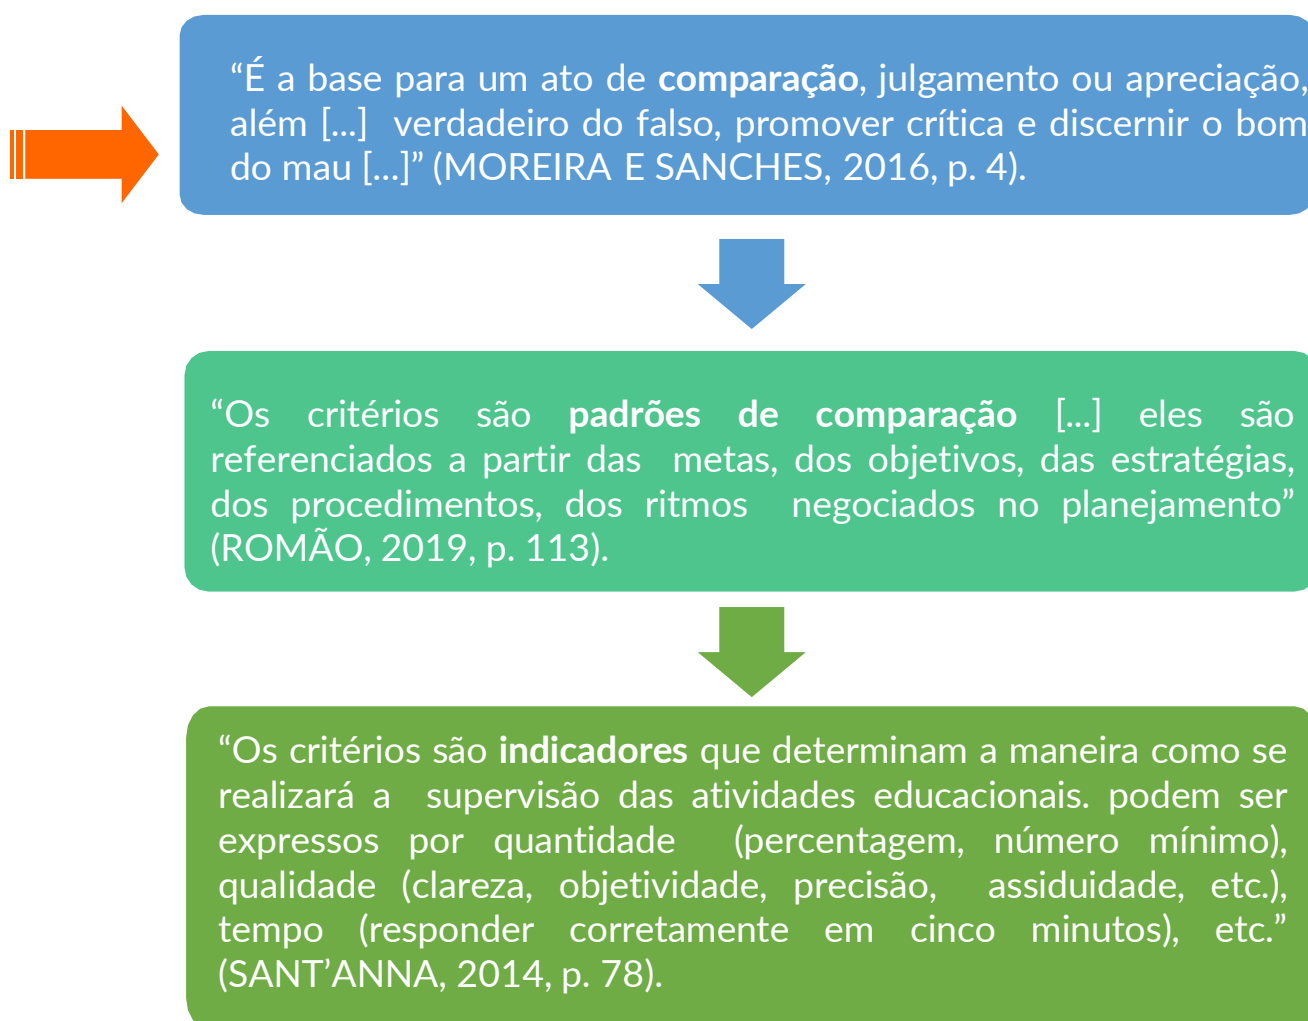 “É a base para um ato de comparação, julgamento ou apreciação,
além [...] verdadeiro do falso, promover crítica e discernir o bom
do mau [...]” (MOREIRA E SANCHES, 2016, p. 4).
“Os critérios são padrões de comparação [...] eles são
referenciados a partir das metas, dos objetivos, das estratégias,
dos procedimentos, dos ritmos negociados no planejamento”
(ROMÃO, 2019, p. 113).
“Os critérios são indicadores que determinam a maneira como se
realizará a supervisão das atividades educacionais. podem ser
expressos por quantidade (percentagem, número mínimo),
qualidade (clareza, objetividade, precisão, assiduidade, etc.),
tempo (responder corretamente em cinco minutos), etc.”
(SANT’ANNA, 2014, p. 78).